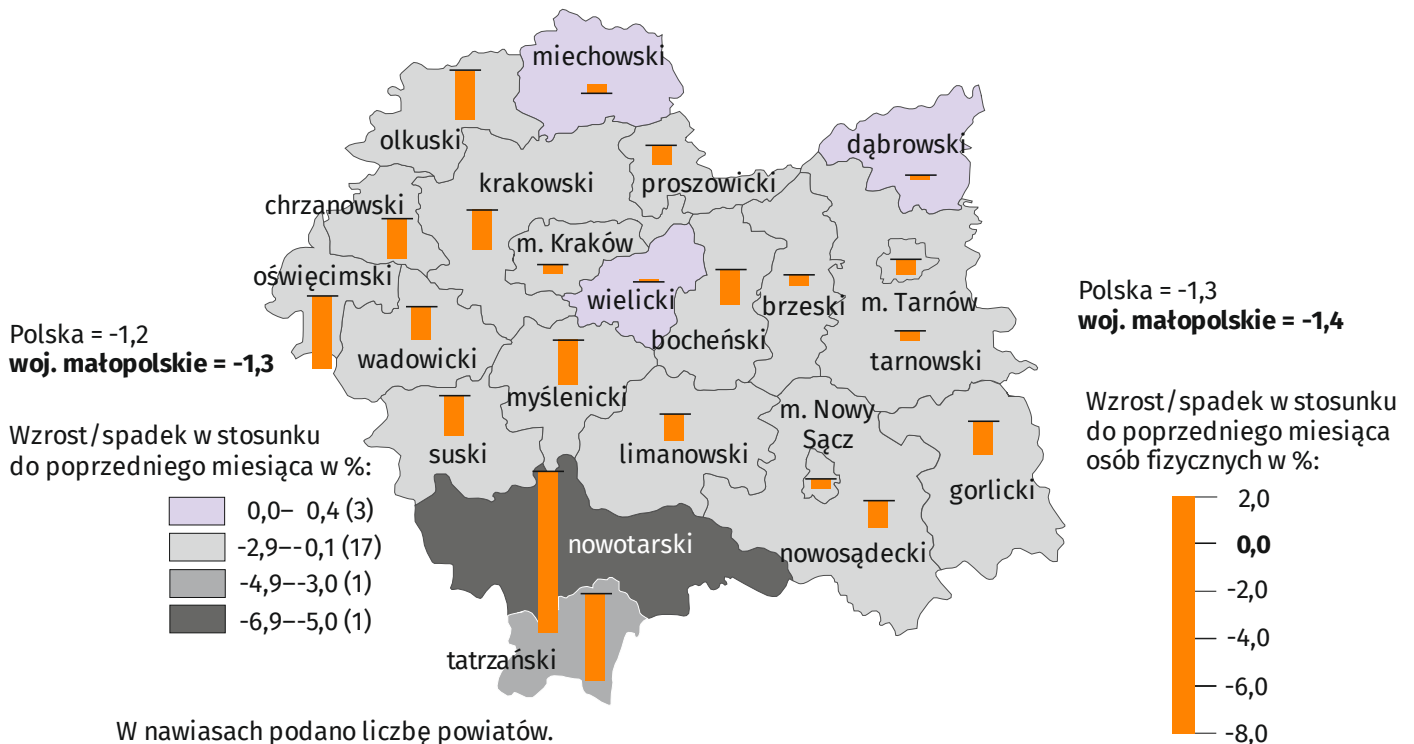 miechowski
olkuski
dąbrowski
krakowski
proszowicki
chrzanowski
m. Kraków
oświęcimski
wielicki
brzeski
m. Tarnów
bocheński
wadowicki
tarnowski
myślenicki
m. Nowy
Sącz
suski
limanowski
gorlicki
nowotarski
nowosądecki
tatrzański
Polska = -1,2
woj. małopolskie = -1,3
Wzrost/spadek w stosunku
do poprzedniego miesiąca w %:
0,0– 0,4 (3)
-2,9–-0,1 (17)
-4,9–-3,0 (1)
-6,9–-5,0 (1)
W nawiasach podano liczbę powiatów.
Polska = -1,3
woj. małopolskie = -1,4
Wzrost/spadek w stosunku
do poprzedniego miesiąca
osób fizycznych w %:
2,0
0,0
-2,0
-4,0
-6,0
-8,0